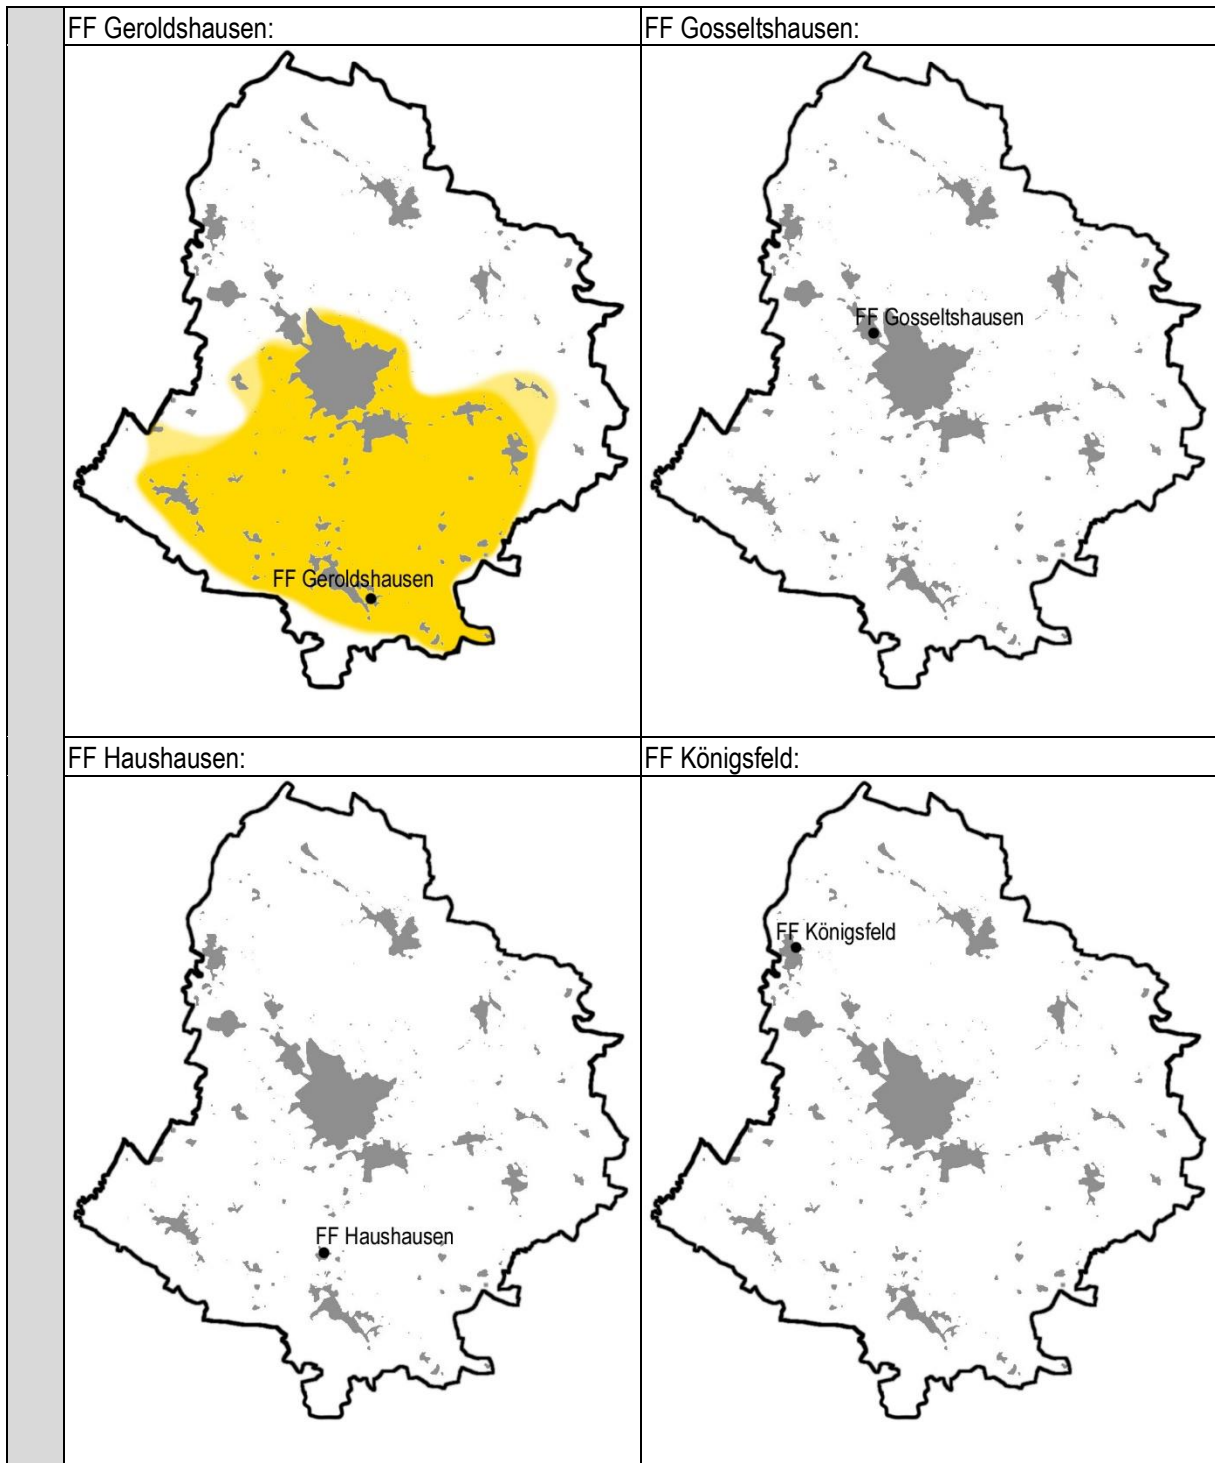 FF Geroldshausen:
FF Gosseltshausen:
FF Geroldshausen
FF Gosseltshausen
FF Haushausen:
FF Königsfeld:
FF Haushausen
FF Königsfeld